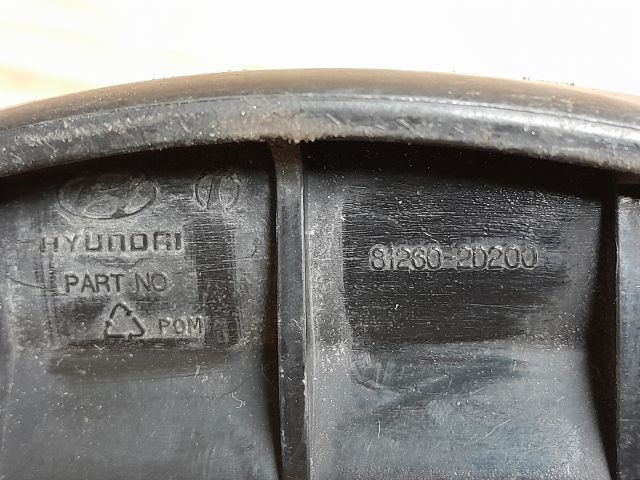 HYUNDAI
PART NO
POM
81260-2D200